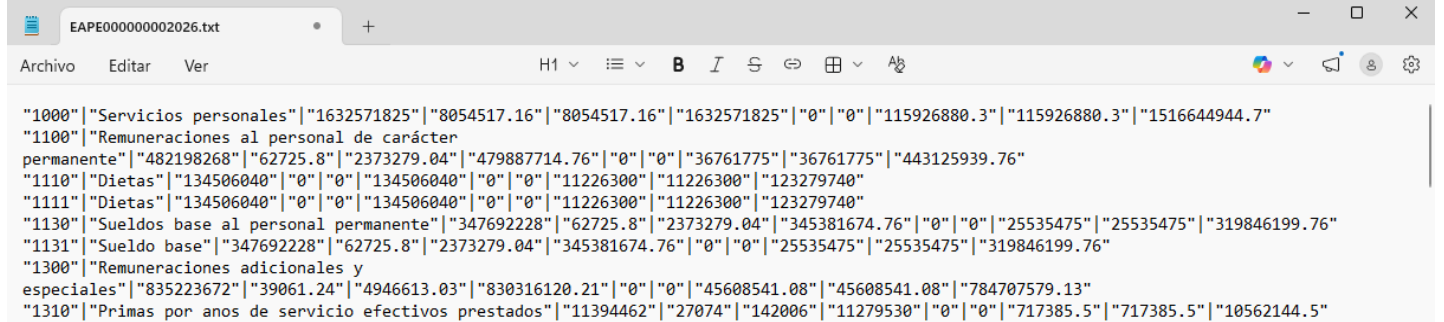 EAPE000000002026.txt
Archivo Editar Ver H1 B I S
"1000"|"Servicios personales"|"1632571825"|"8054517.16"|"8054517.16"|"1632571825"|"0"|"0"|"115926880.3"|"115926880.3"|"1516644944.7"
"1100"|"Remuneraciones al personal de carácter
permanente"|"482198268"|"62725.8"|"2373279.04"|"479887714.76"|"0"|"0"|"36761775"|"36761775"|"443125939.76"
"1110"|"Dietas"|"134506040"|"0"|"0"|"134506040"|"0"|"0"|"11226300"|"11226300"|"123279740"
"1111"|"Dietas"|"134506040"|"0"|"0"|"134506040"|"0"|"0"|"11226300"|"11226300"|"123279740"
"1130"|"Sueldos base al personal permanente"|"347692228"|"62725.8"|"2373279.04"|"345381674.76"|"0"|"0"|"25535475"|"25535475"|"319846199.76"
"1131"|"Sueldo base"|"347692228"|"62725.8"|"2373279.04"|"345381674.76"|"0"|"0"|"25535475"|"25535475"|"319846199.76"
"1300"|"Remuneraciones adicionales y
especiales"|"835223672"|"39061.24"|"4946613.03"|"830316120.21"|"0"|"0"|"45608541.08"|"45608541.08"|"784707579.13"
"1310"|"Primas por anos de servicio efectivos prestados"|"11394462"|"27074"|"142006"|"11279530"|"0"|"0"|"717385.5"|"717385.5"|"10562144.5"